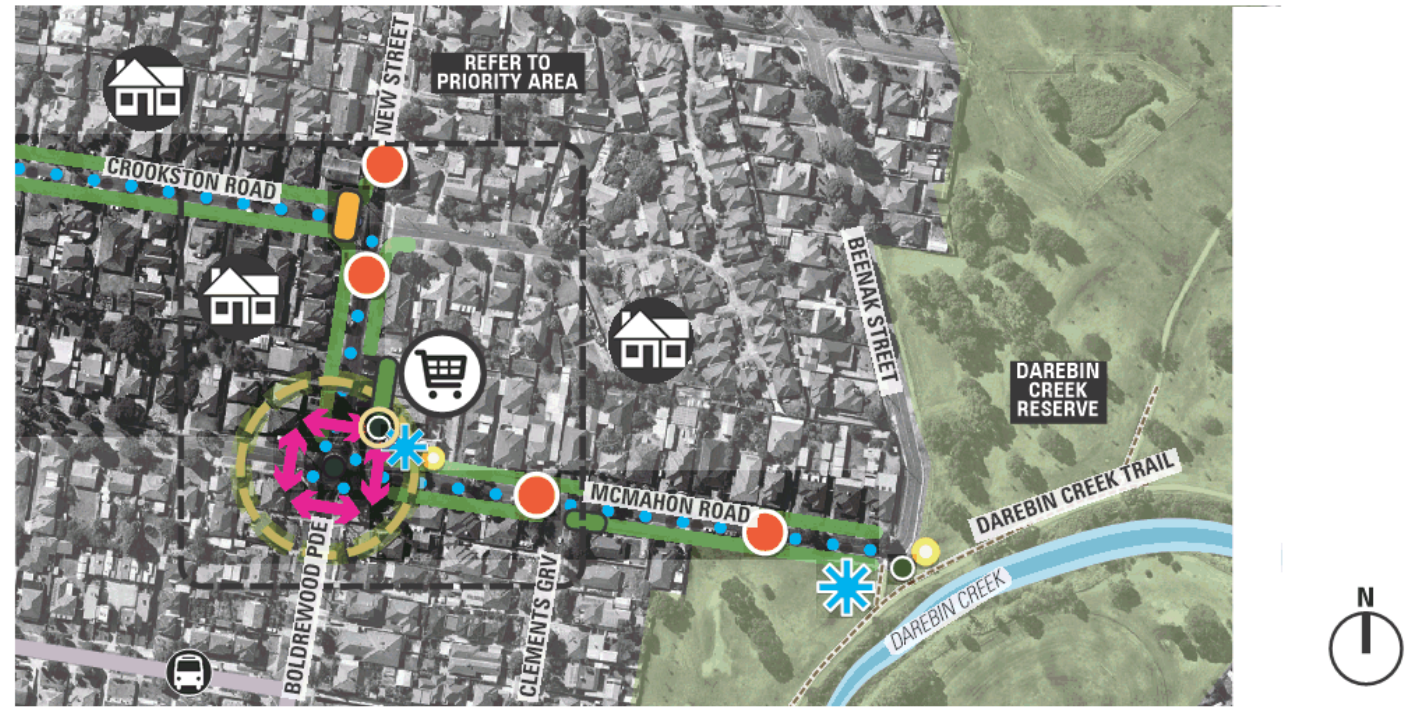 NEW STREET
REFER TO
PRIORITY AREA
CROOKSTON ROAD
BEENAK STREET
DAREBIN
CREEK
RESERVE
MCMAHON ROAD
DAREBIN CREEK TRAIL
BOLDREWOOD PDE
CLEMENTS GRV
DAREBIN CREEK
N